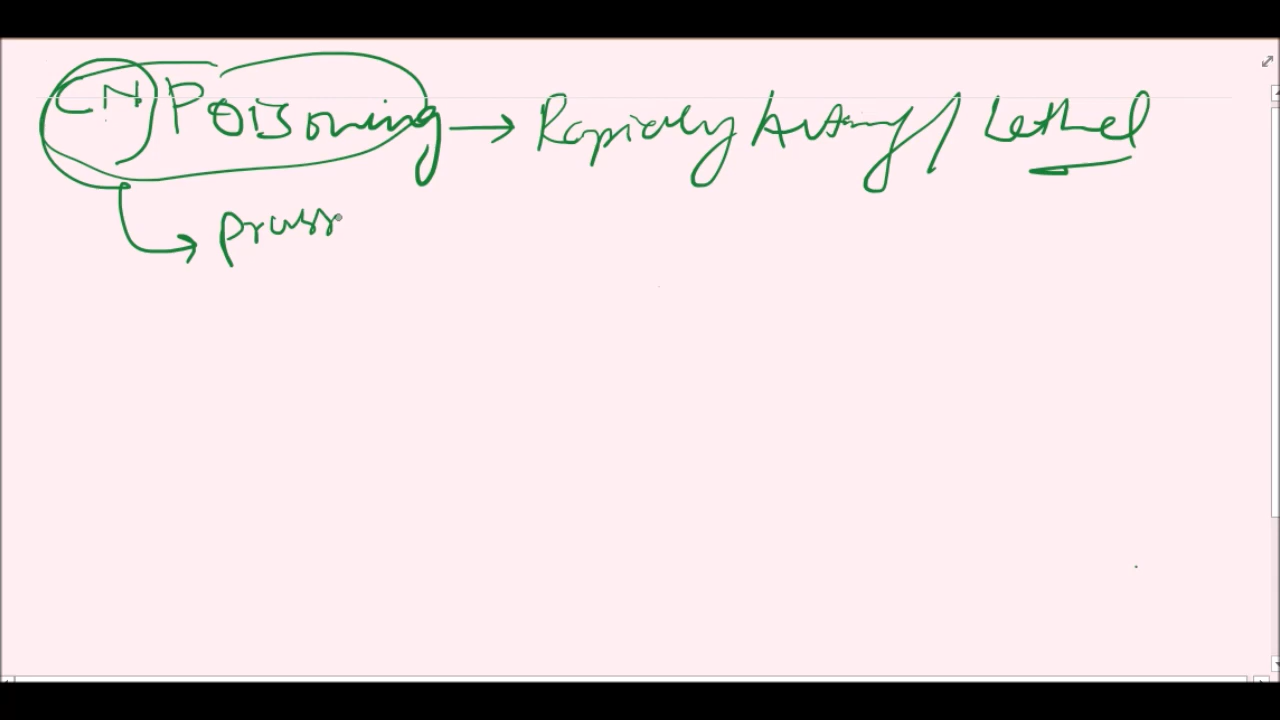 CN Poisoning → Rapidly Acting / Lethal
→ Pruss